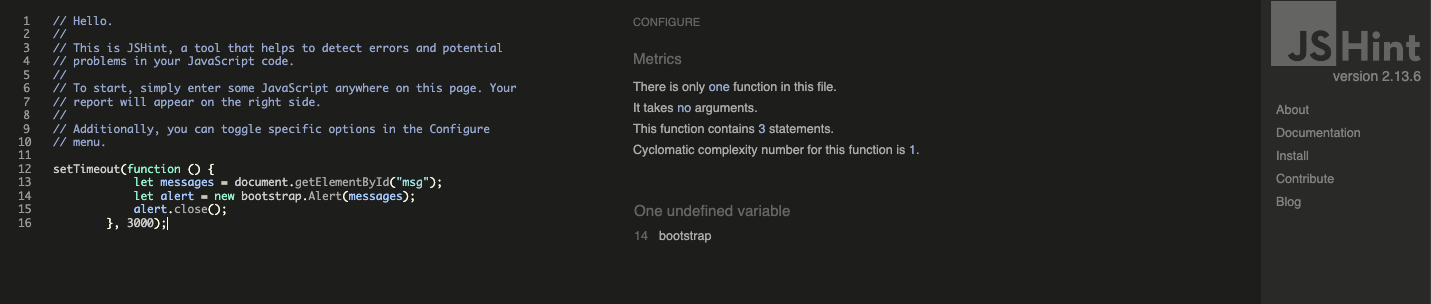 1 // Hello.
2 //
3 // This is JSHint, a tool that helps to detect errors and potential
4 // problems in your JavaScript code.
5 //
6 // To start, simply enter some JavaScript anywhere on this page. Your
7 // report will appear on the right side.
8 //
9 // Additionally, you can toggle specific options in the Configure
10 // menu.
11
12 setTimeout(function () {
13 let messages = document.getElementById("msg");
14 let alert = new bootstrap.Alert(messages);
15 alert.close();
16 }, 3000);
CONFIGURE
Metrics
There is only one function in this file.
It takes no arguments.
This function contains 3 statements.
Cyclomatic complexity number for this function is 1.
One undefined variable
14 bootstrap
JSHint
version 2.13.6
About
Documentation
Install
Contribute
Blog